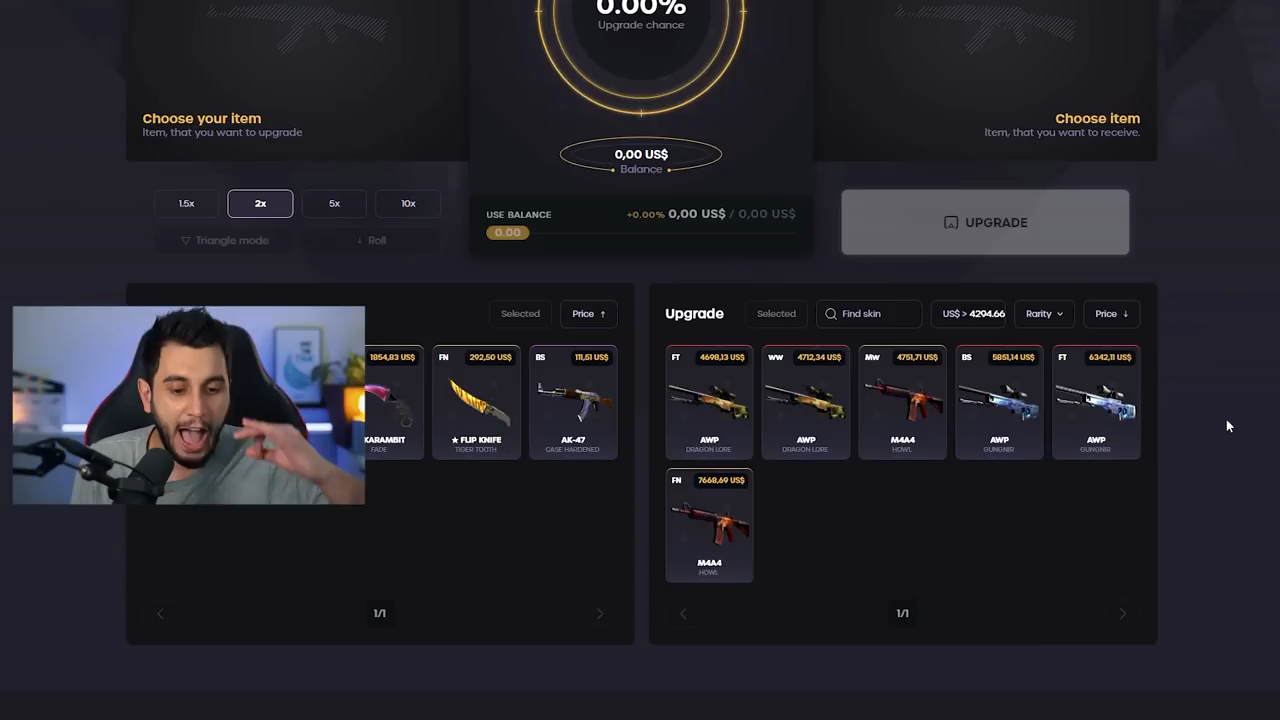 0.00%
Upgrade chance
Choose your item
Item, that you want to upgrade
Choose item
Item, that you want to receive.
0,00 US$
Balance
1.5x
2x
5x
10x
Triangle mode
Roll
USE BALANCE
+0.00% 0,00 US$ / 0,00 US$
0.00
UPGRADE
Selected
Price
1854,83 US$
KARAMBIT
FADE
FN
292,50 US$
★ FLIP KNIFE
TIGER TOOTH
BS
111,51 US$
AK-47
CASE HARDENED
1/1
Upgrade
Selected
Find skin
US$ > 4294.66
Rarity
Price
FT
4698,13 US$
AWP
DRAGON LORE
WW
4712,34 US$
AWP
DRAGON LORE
MW
4751,71 US$
M4A4
HOWL
BS
5851,14 US$
AWP
GUNGNIR
FT
6342,11 US$
AWP
GUNGNIR
FN
7668,69 US$
M4A4
HOWL
1/1